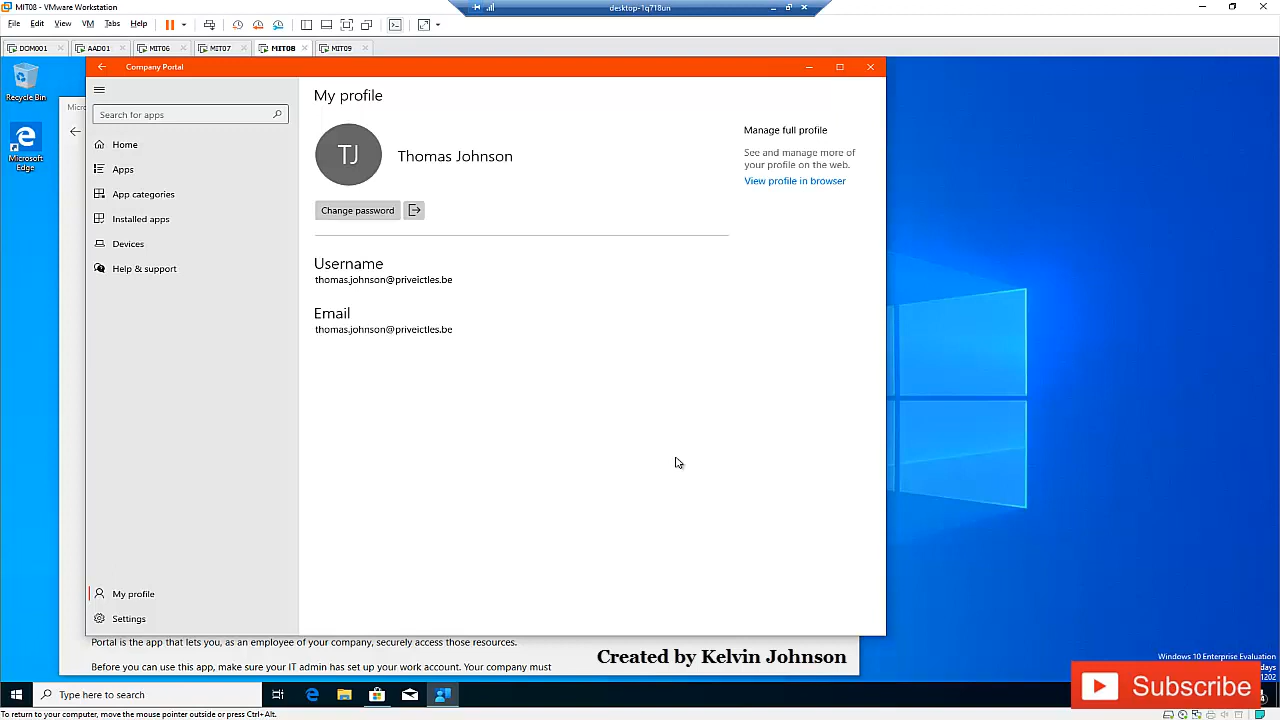 MIT08 - VMware Workstation
desktop-1q718un
File Edit View VM Tabs Help
DOM001 AAD01 MIT06 MIT07 MIT08 MIT09
Recycle Bin
Microsoft Edge
Company Portal
Search for apps
Home
Apps
App categories
Installed apps
Devices
Help & support
My profile
Settings
My profile
TJ
Thomas Johnson
Change password
Username
thomas.johnson@priveictles.be
Email
thomas.johnson@priveictles.be
Manage full profile
See and manage more of
your profile on the web.
View profile in browser
Portal is the app that lets you, as an employee of your company, securely access those resources.
Before you can use this app, make sure your IT admin has set up your work account. Your company must
Created by Kelvin Johnson
Windows 10 Enterprise Evaluation
Subscribe
Type here to search
To return to your computer, move the mouse pointer outside or press Ctrl+Alt.